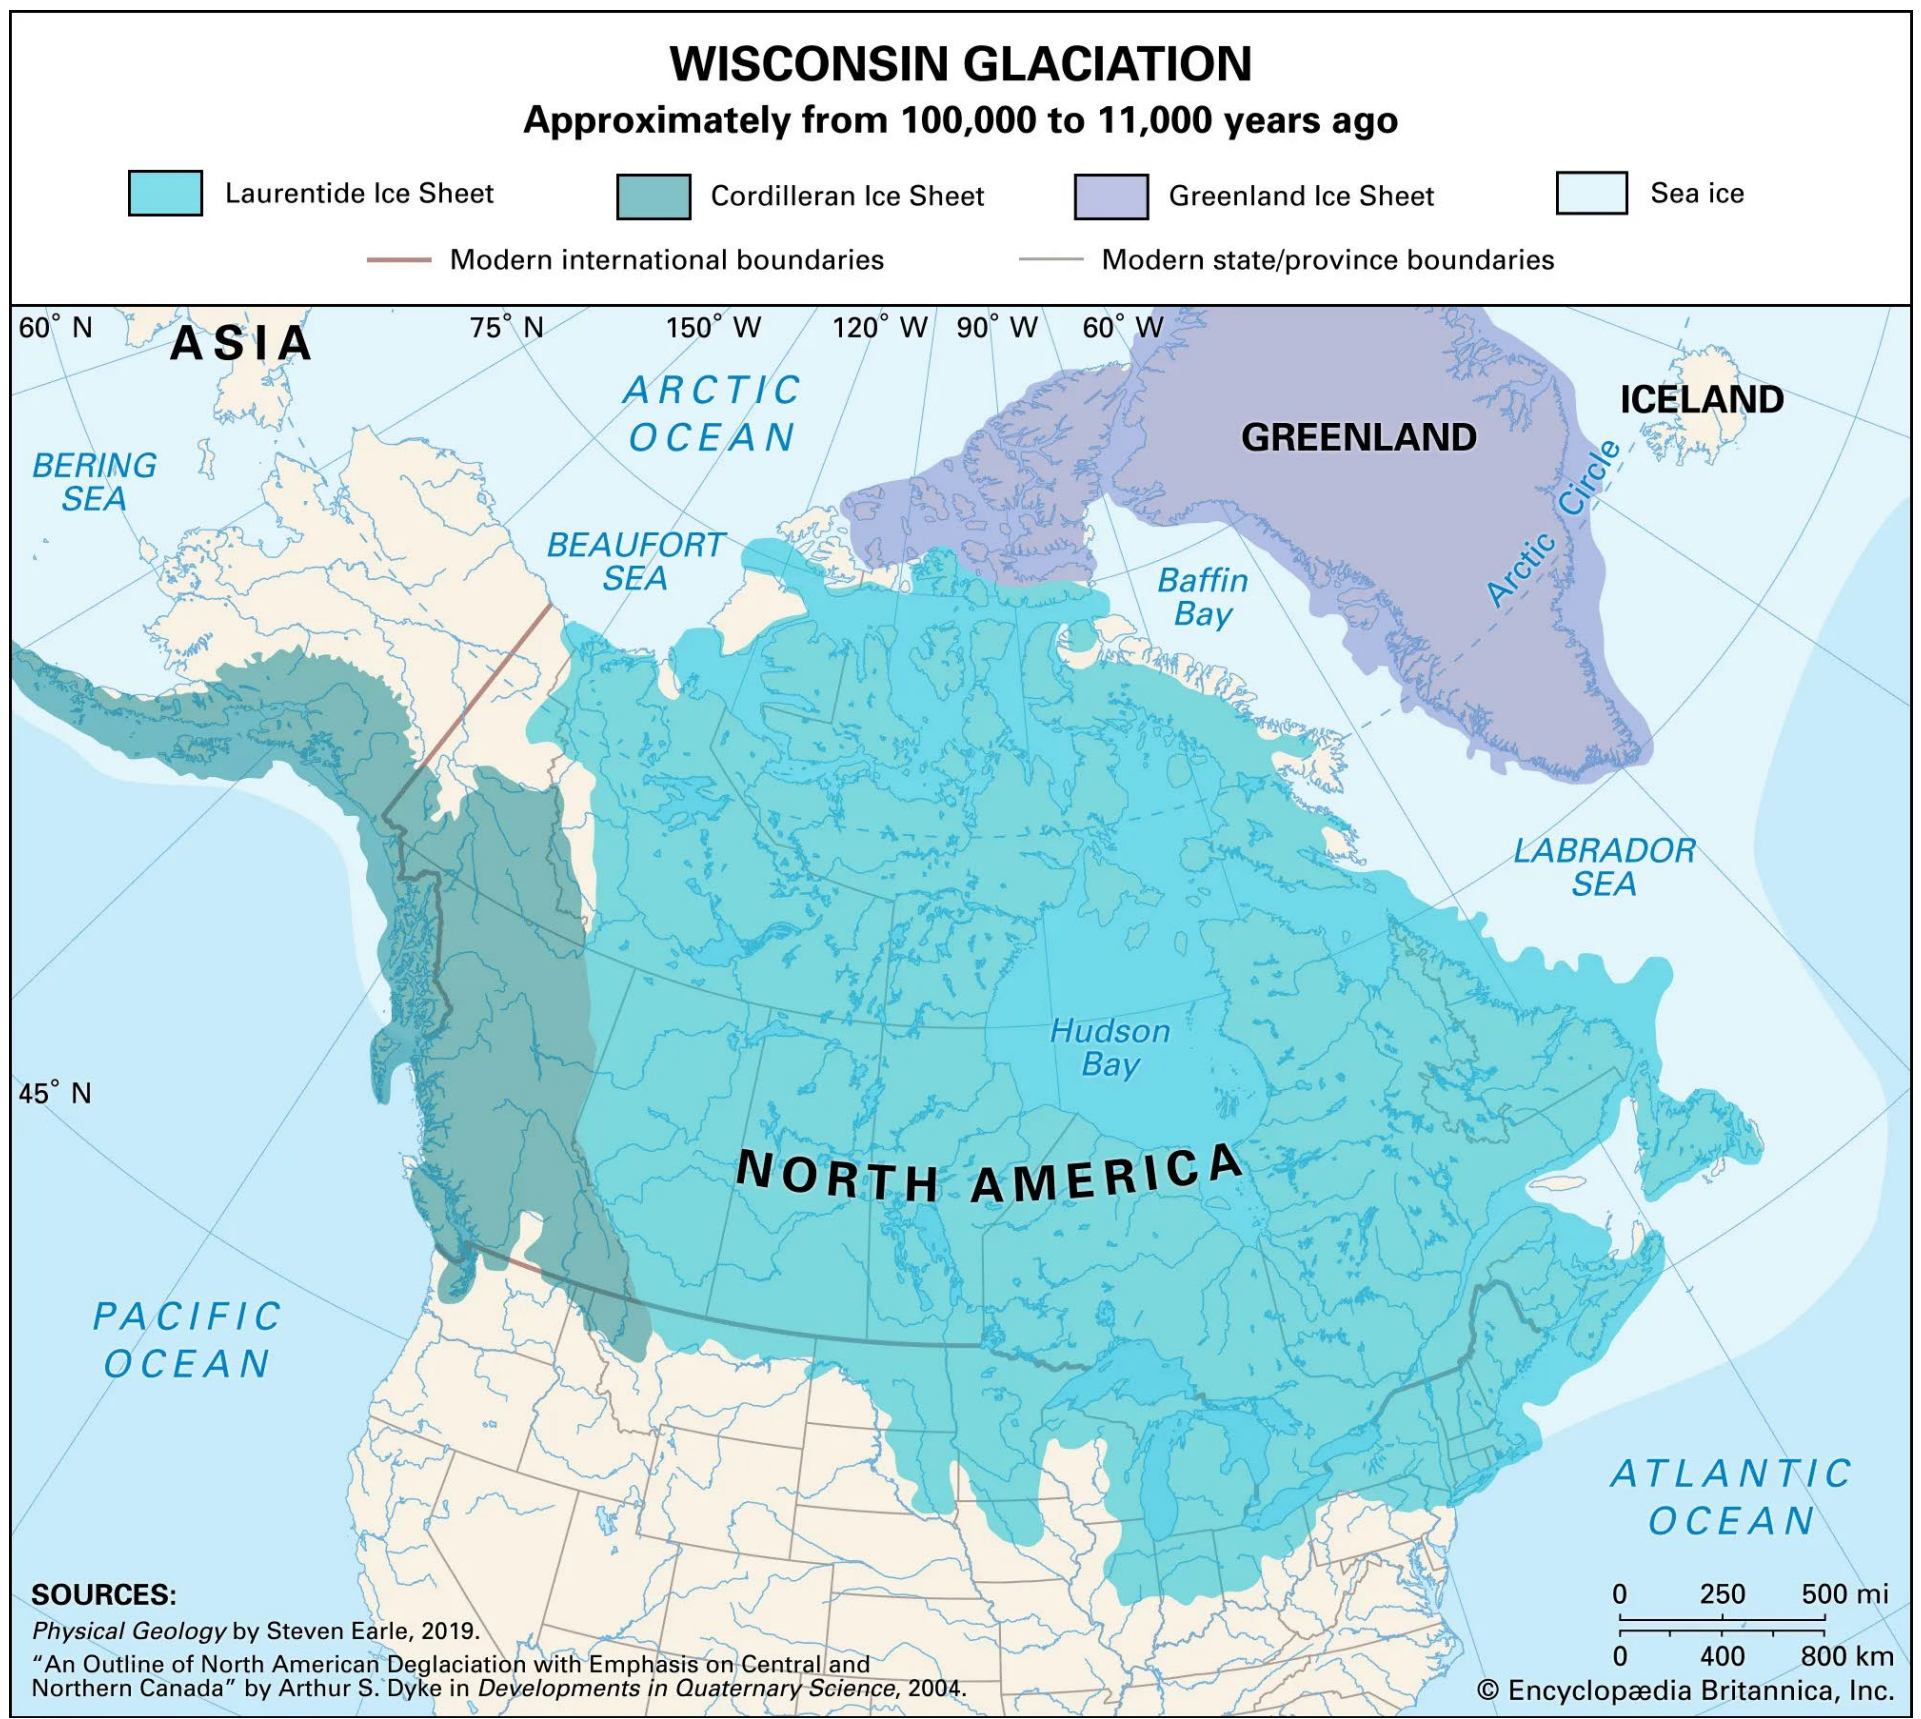 WISCONSIN GLACIATION
Approximately from 100,000 to 11,000 years ago
Laurentide Ice Sheet
Cordilleran Ice Sheet
Greenland Ice Sheet
Sea ice
Modern international boundaries
Modern state/province boundaries
60° N
ASIA
75° N
150° W
120° W
90° W
60° W
ARCTIC
OCEAN
ICELAND
GREENLAND
BERING
SEA
Arctic Circle
BEAUFORT
SEA
Baffin
Bay
LABRADOR
SEA
Hudson
Bay
45° N
NORTH AMERICA
PACIFIC
OCEAN
ATLANTIC
OCEAN
SOURCES:
Physical Geology by Steven Earle, 2019.
“An Outline of North American Deglaciation with Emphasis on Central and
Northern Canada” by Arthur S. Dyke in Developments in Quaternary Science, 2004.
0 250 500 mi
0 400 800 km
© Encyclopædia Britannica, Inc.